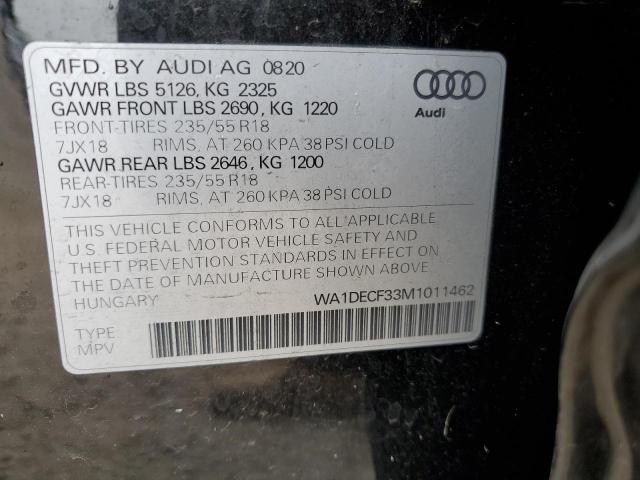 MFD. BY AUDI AG 0820
GVWR LBS 5126, KG 2325
GAWR FRONT LBS 2690, KG 1220
FRONT-TIRES 235/55 R18
7JX18 RIMS, AT 260 KPA 38 PSI COLD
GAWR REAR LBS 2646, KG 1200
REAR-TIRES 235/55 R18
7JX18 RIMS, AT 260 KPA 38 PSI COLD
Audi
THIS VEHICLE CONFORMS TO ALL APPLICABLE
U.S. FEDERAL MOTOR VEHICLE SAFETY AND
THEFT PREVENTION STANDARDS IN EFFECT ON
THE DATE OF MANUFACTURE SHOWN ABOVE
HUNGARY WA1DECF33M1011462
TYPE
MPV